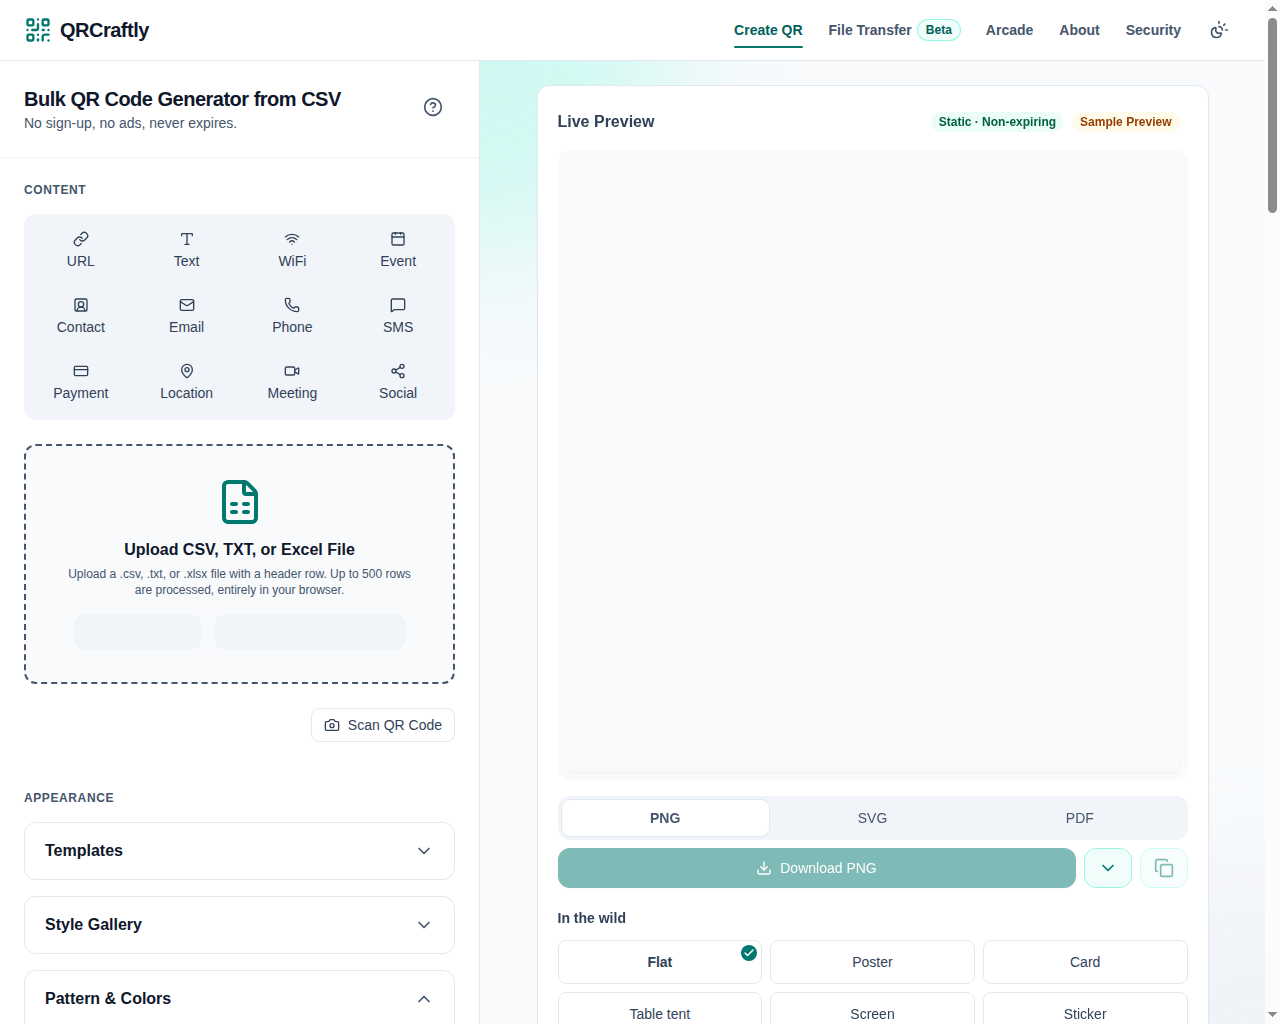 QRCraftly
Create QR
File Transfer
Beta
Arcade
About
Security
Bulk QR Code Generator from CSV
No sign-up, no ads, never expires.
CONTENT
URL
Text
WiFi
Event
Contact
Email
Phone
SMS
Payment
Location
Meeting
Social
Upload CSV, TXT, or Excel File
Upload a .csv, .txt, or .xlsx file with a header row. Up to 500 rows
are processed, entirely in your browser.
Scan QR Code
APPEARANCE
Templates
Style Gallery
Pattern & Colors
Live Preview
Static · Non-expiring
Sample Preview
PNG
SVG
PDF
Download PNG
In the wild
Flat
Poster
Card
Table tent
Screen
Sticker